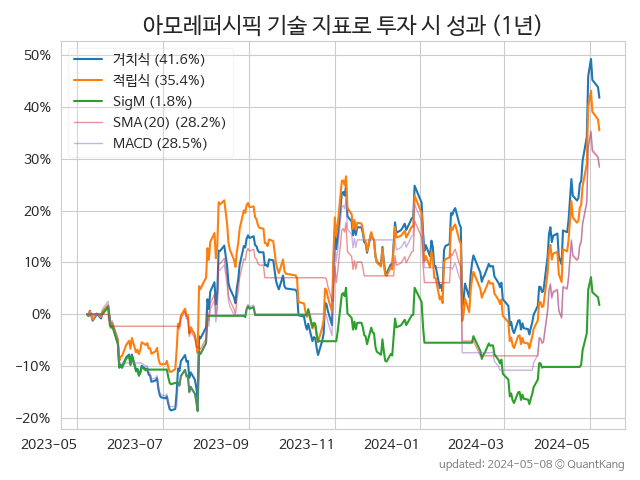 아모레퍼시픽 기술 지표로 투자 시 성과 (1년)
50%
40%
30%
20%
10%
0%
−10%
−20%
거치식 (41.6%)
적립식 (35.4%)
SigM (1.8%)
SMA(20) (28.2%)
MACD (28.5%)
2023−05 2023−07 2023−09 2023−11 2024−01 2024−03 2024−05
updated: 2024−05−08 © QuantKang